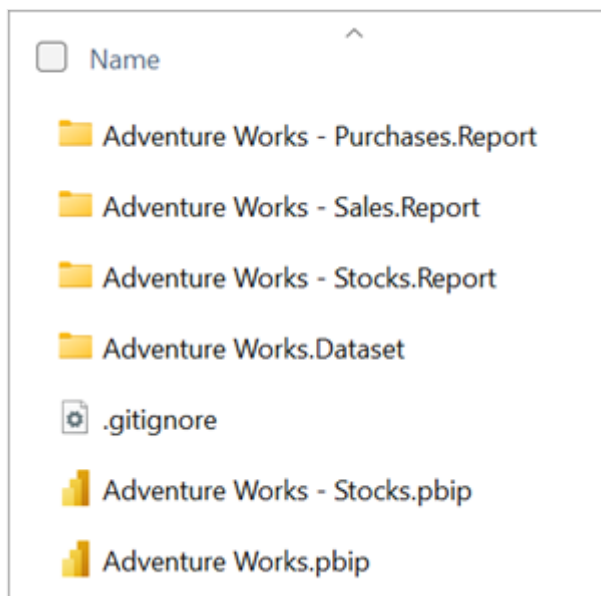 Name
Adventure Works - Purchases.Report
Adventure Works - Sales.Report
Adventure Works - Stocks.Report
Adventure Works.Dataset
.gitignore
Adventure Works - Stocks.pbip
Adventure Works.pbip